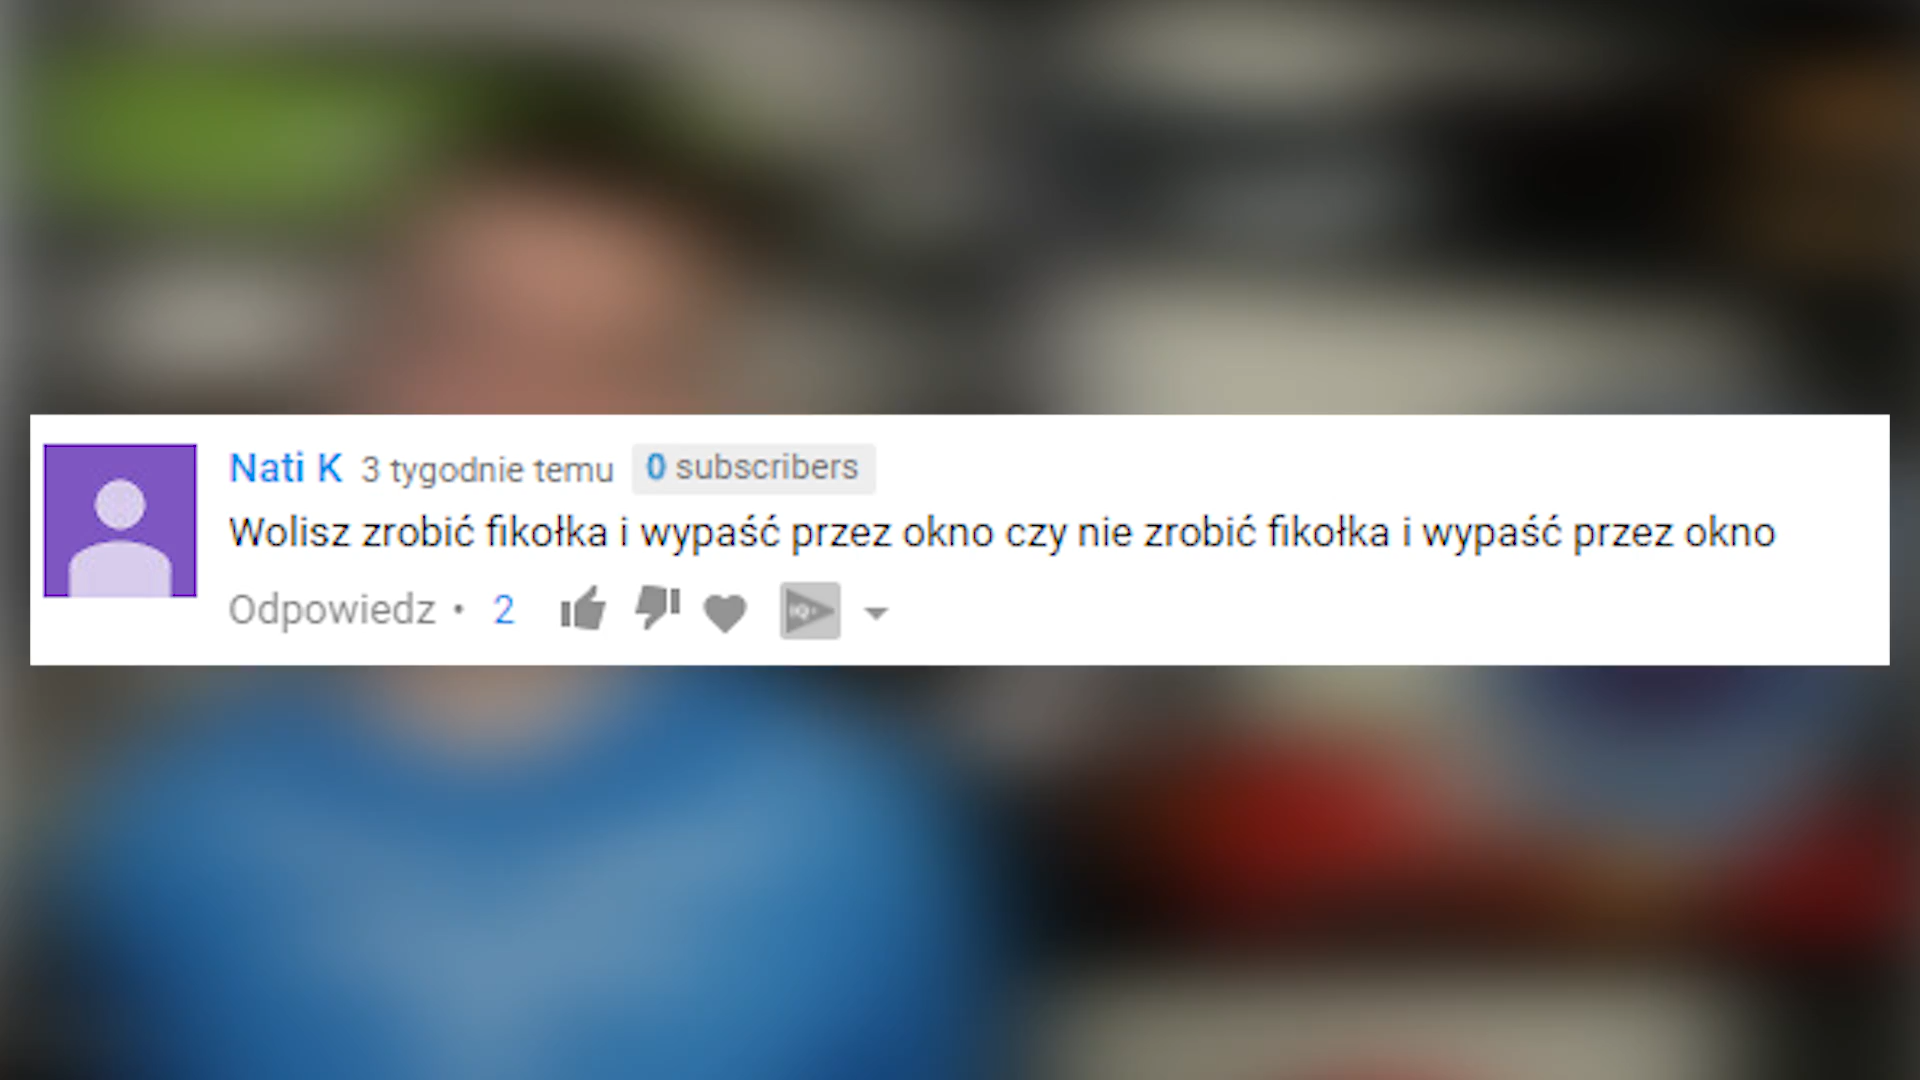 Nati K 3 tygodnie temu 0 subscribers
Wolisz zrobić fikołka i wypaść przez okno czy nie zrobić fikołka i wypaść przez okno
Odpowiedz • 2